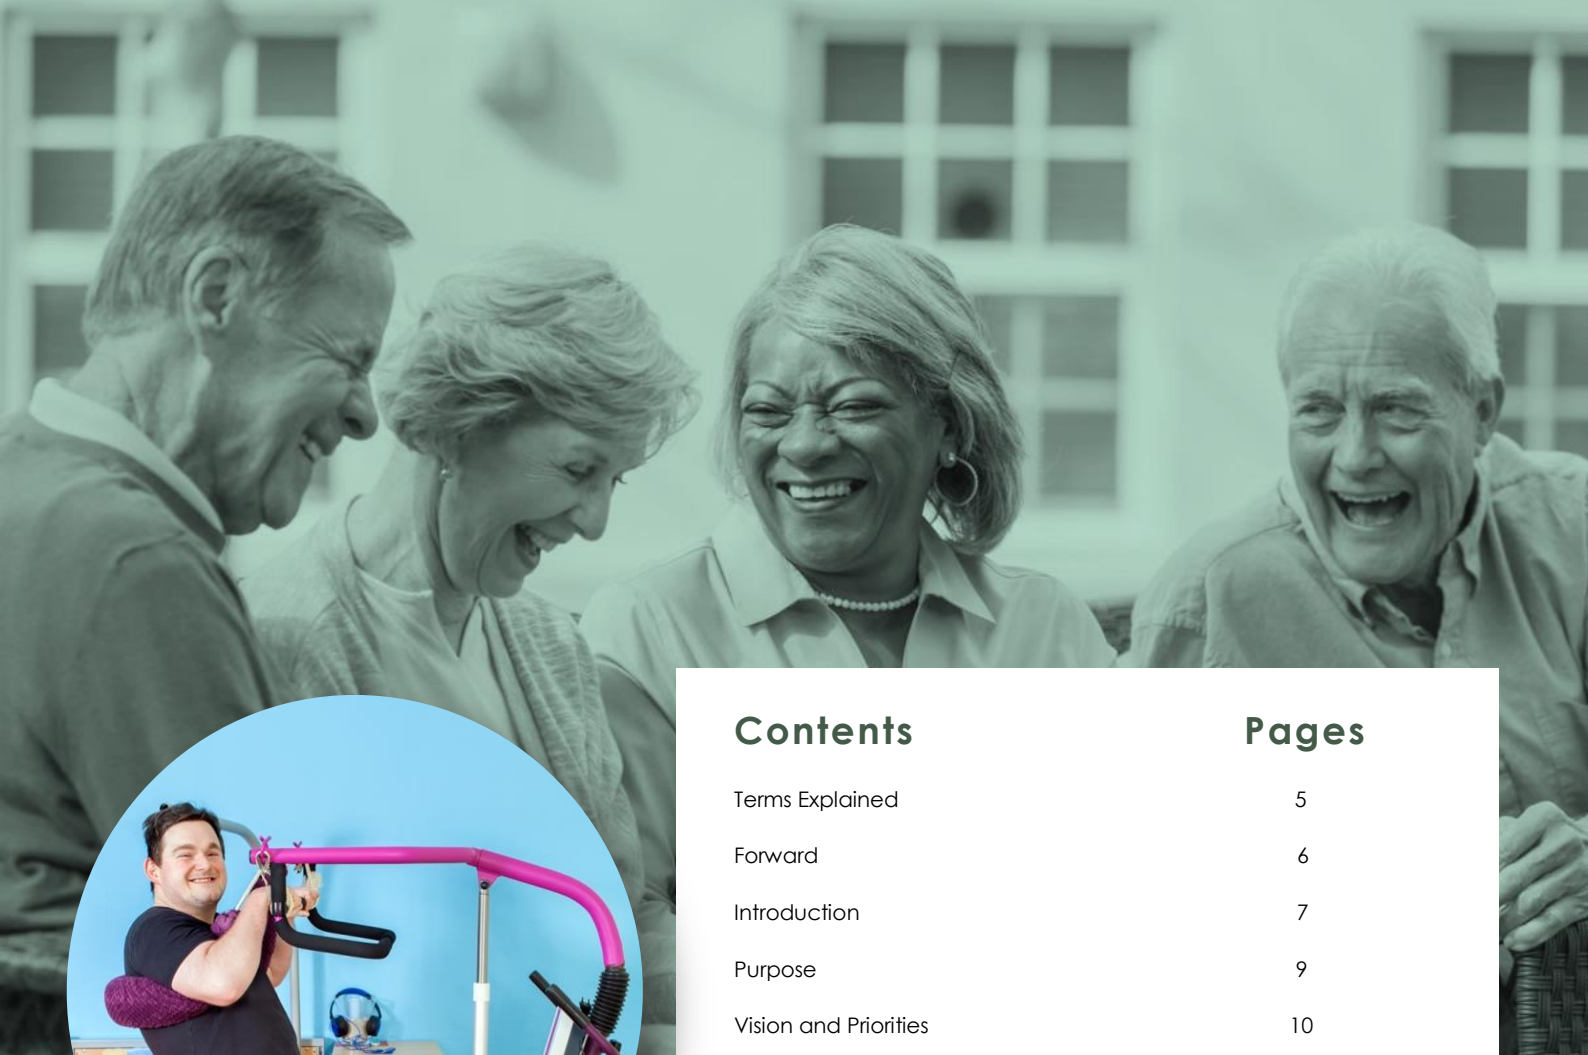 Contents Pages
Terms Explained 5
Forward 6
Introduction 7
Purpose 9
Vision and Priorities 10